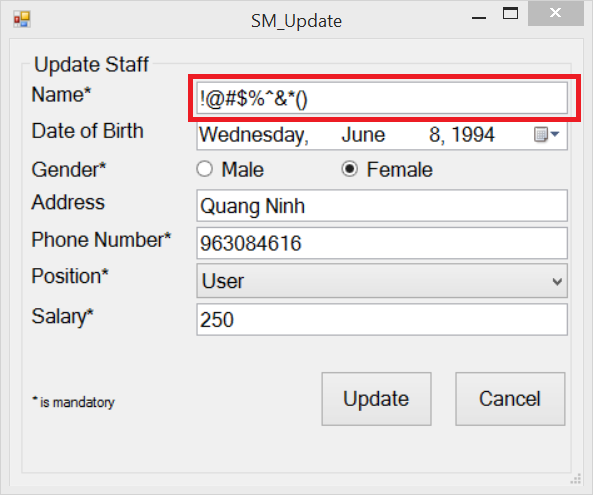 SM_Update
Update Staff
Name* !@#$%^&*()
Date of Birth Wednesday, June 8, 1994
Gender* Male Female
Address Quang Ninh
Phone Number* 963084616
Position* User
Salary* 250
* is mandatory Update Cancel